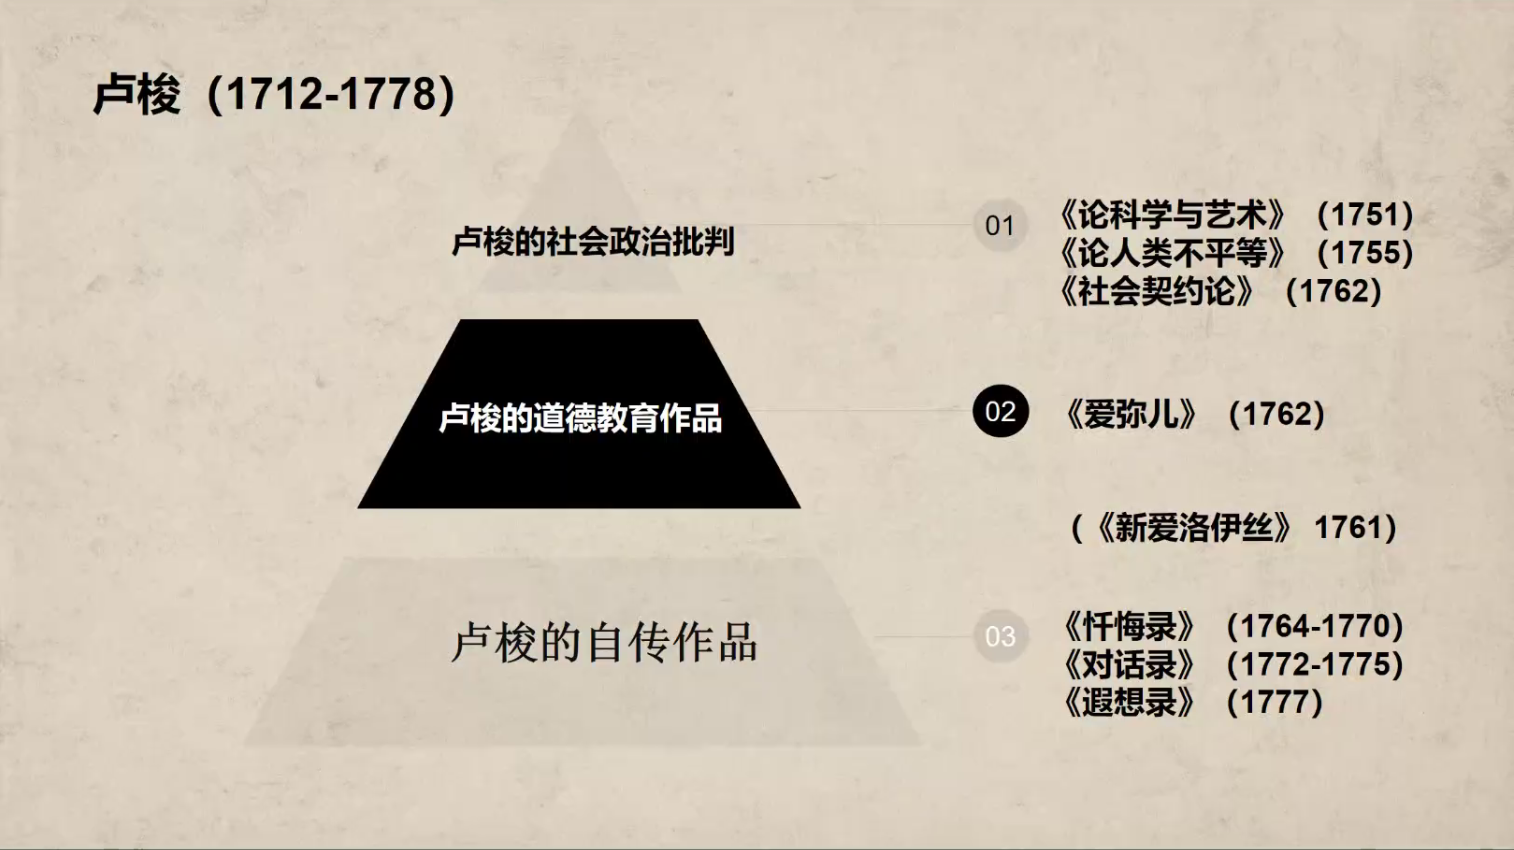 卢梭（1712-1778）
卢梭的社会政治批判
01
《论科学与艺术》（1751）
《论人类不平等》（1755）
《社会契约论》（1762）
卢梭的道德教育作品
02
《爱弥儿》（1762）
（《新爱洛伊丝》 1761）
卢梭的自传作品
03
《忏悔录》（1764-1770）
《对话录》（1772-1775）
《遐想录》（1777）